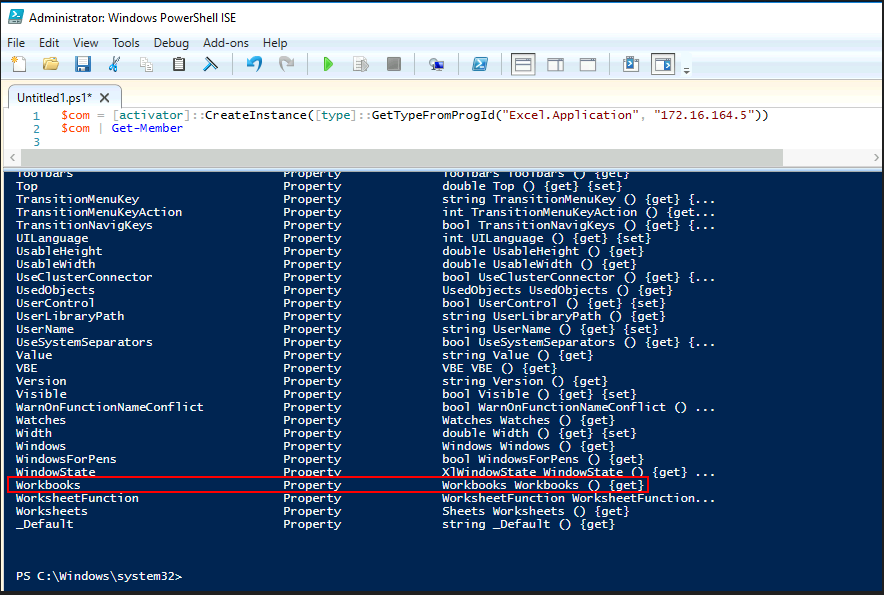 Administrator: Windows PowerShell ISE
File Edit View Tools Debug Add-ons Help
Untitled1.ps1* X
1 $com = [activator]::CreateInstance([type]::GetTypeFromProgId("Excel.Application", "172.16.164.5"))
2 $com | Get-Member
3
Toolbars Property Toolbars Toolbars () {get}
Top Property double Top () {get} {set}
TransitionMenuKey Property string TransitionMenuKey () {get} {...
TransitionMenuKeyAction Property int TransitionMenuKeyAction () {get...
TransitionNavigKeys Property bool TransitionNavigKeys () {get} {...
UILanguage Property int UILanguage () {get} {set}
UsableHeight Property double UsableHeight () {get}
UsableWidth Property double UsableWidth () {get}
UseClusterConnector Property bool UseClusterConnector () {get} {...
UsedObjects Property UsedObjects UsedObjects () {get}
UserControl Property bool UserControl () {get} {set}
UserLibraryPath Property string UserLibraryPath () {get}
UserName Property string UserName () {get} {set}
UseSystemSeparators Property bool UseSystemSeparators () {get} {...
Value Property string Value () {get}
VBE Property VBE VBE () {get}
Version Property string Version () {get}
Visible Property bool Visible () {get} {set}
WarnOnFunctionNameConflict Property bool WarnOnFunctionNameConflict () ...
Watches Property Watches Watches () {get}
Width Property double Width () {get} {set}
Windows Property Windows Windows () {get}
WindowsForPens Property bool WindowsForPens () {get}
WindowState Property XlWindowState WindowState () {get} ...
Workbooks Property Workbooks Workbooks () {get}
WorksheetFunction Property WorksheetFunction WorksheetFunction...
Worksheets Property Sheets Worksheets () {get}
_Default Property string _Default () {get}
PS C:\Windows\system32>